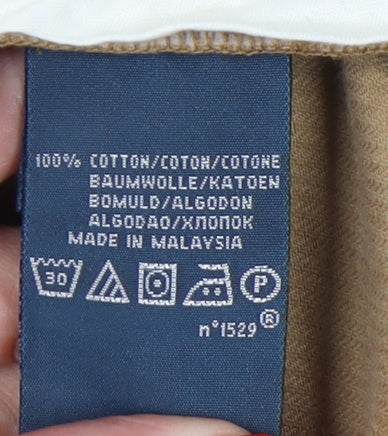 100% COTTON/COTON/COTONE
BAUMWOLLE/KATOEN
BOMULD/ALGODON
ALGODAO/ХЛОПОК
MADE IN MALAYSIA
30 P
n°1529 ®